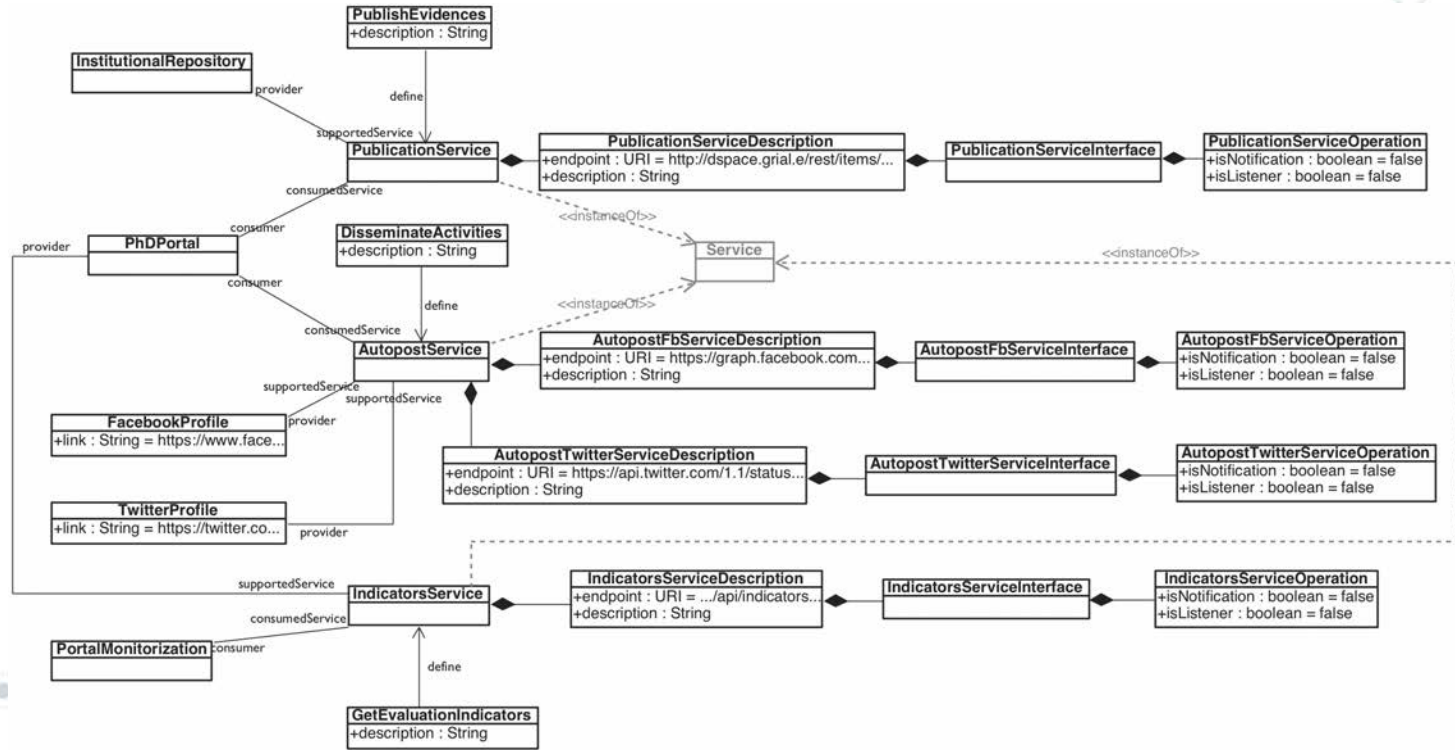 PublishEvidences
+description : String
InstitutionalRepository
provider
define
supportedService
PublicationService
PublicationServiceDescription
+endpoint : URI = http://dspace.grial.e/rest/items/...
+description : String
PublicationServiceInterface
PublicationServiceOperation
+isNotification : boolean = false
+isListener : boolean = false
consumedService
<<instanceOf>>
consumer
DisseminateActivities
+description : String
provider
PhDPortal
Service
<<instanceOf>>
consumer
<<instanceOf>>
define
consumedService
AutopostService
AutopostFbServiceDescription
+endpoint : URI = https://graph.facebook.com...
+description : String
AutopostFbServiceInterface
AutopostFbServiceOperation
+isNotification : boolean = false
+isListener : boolean = false
supportedService
supportedService
FacebookProfile
+link : String = https://www.face...
provider
AutopostTwitterServiceDescription
+endpoint : URI = https://api.twitter.com/1.1/status...
+description : String
AutopostTwitterServiceInterface
AutopostTwitterServiceOperation
+isNotification : boolean = false
+isListener : boolean = false
TwitterProfile
+link : String = https://twitter.co...
provider
supportedService
IndicatorsService
IndicatorsServiceDescription
+endpoint : URI = .../api/indicators...
+description : String
IndicatorsServiceInterface
IndicatorsServiceOperation
+isNotification : boolean = false
+isListener : boolean = false
consumedService
PortalMonitorization
consumer
define
GetEvaluationIndicators
+description : String